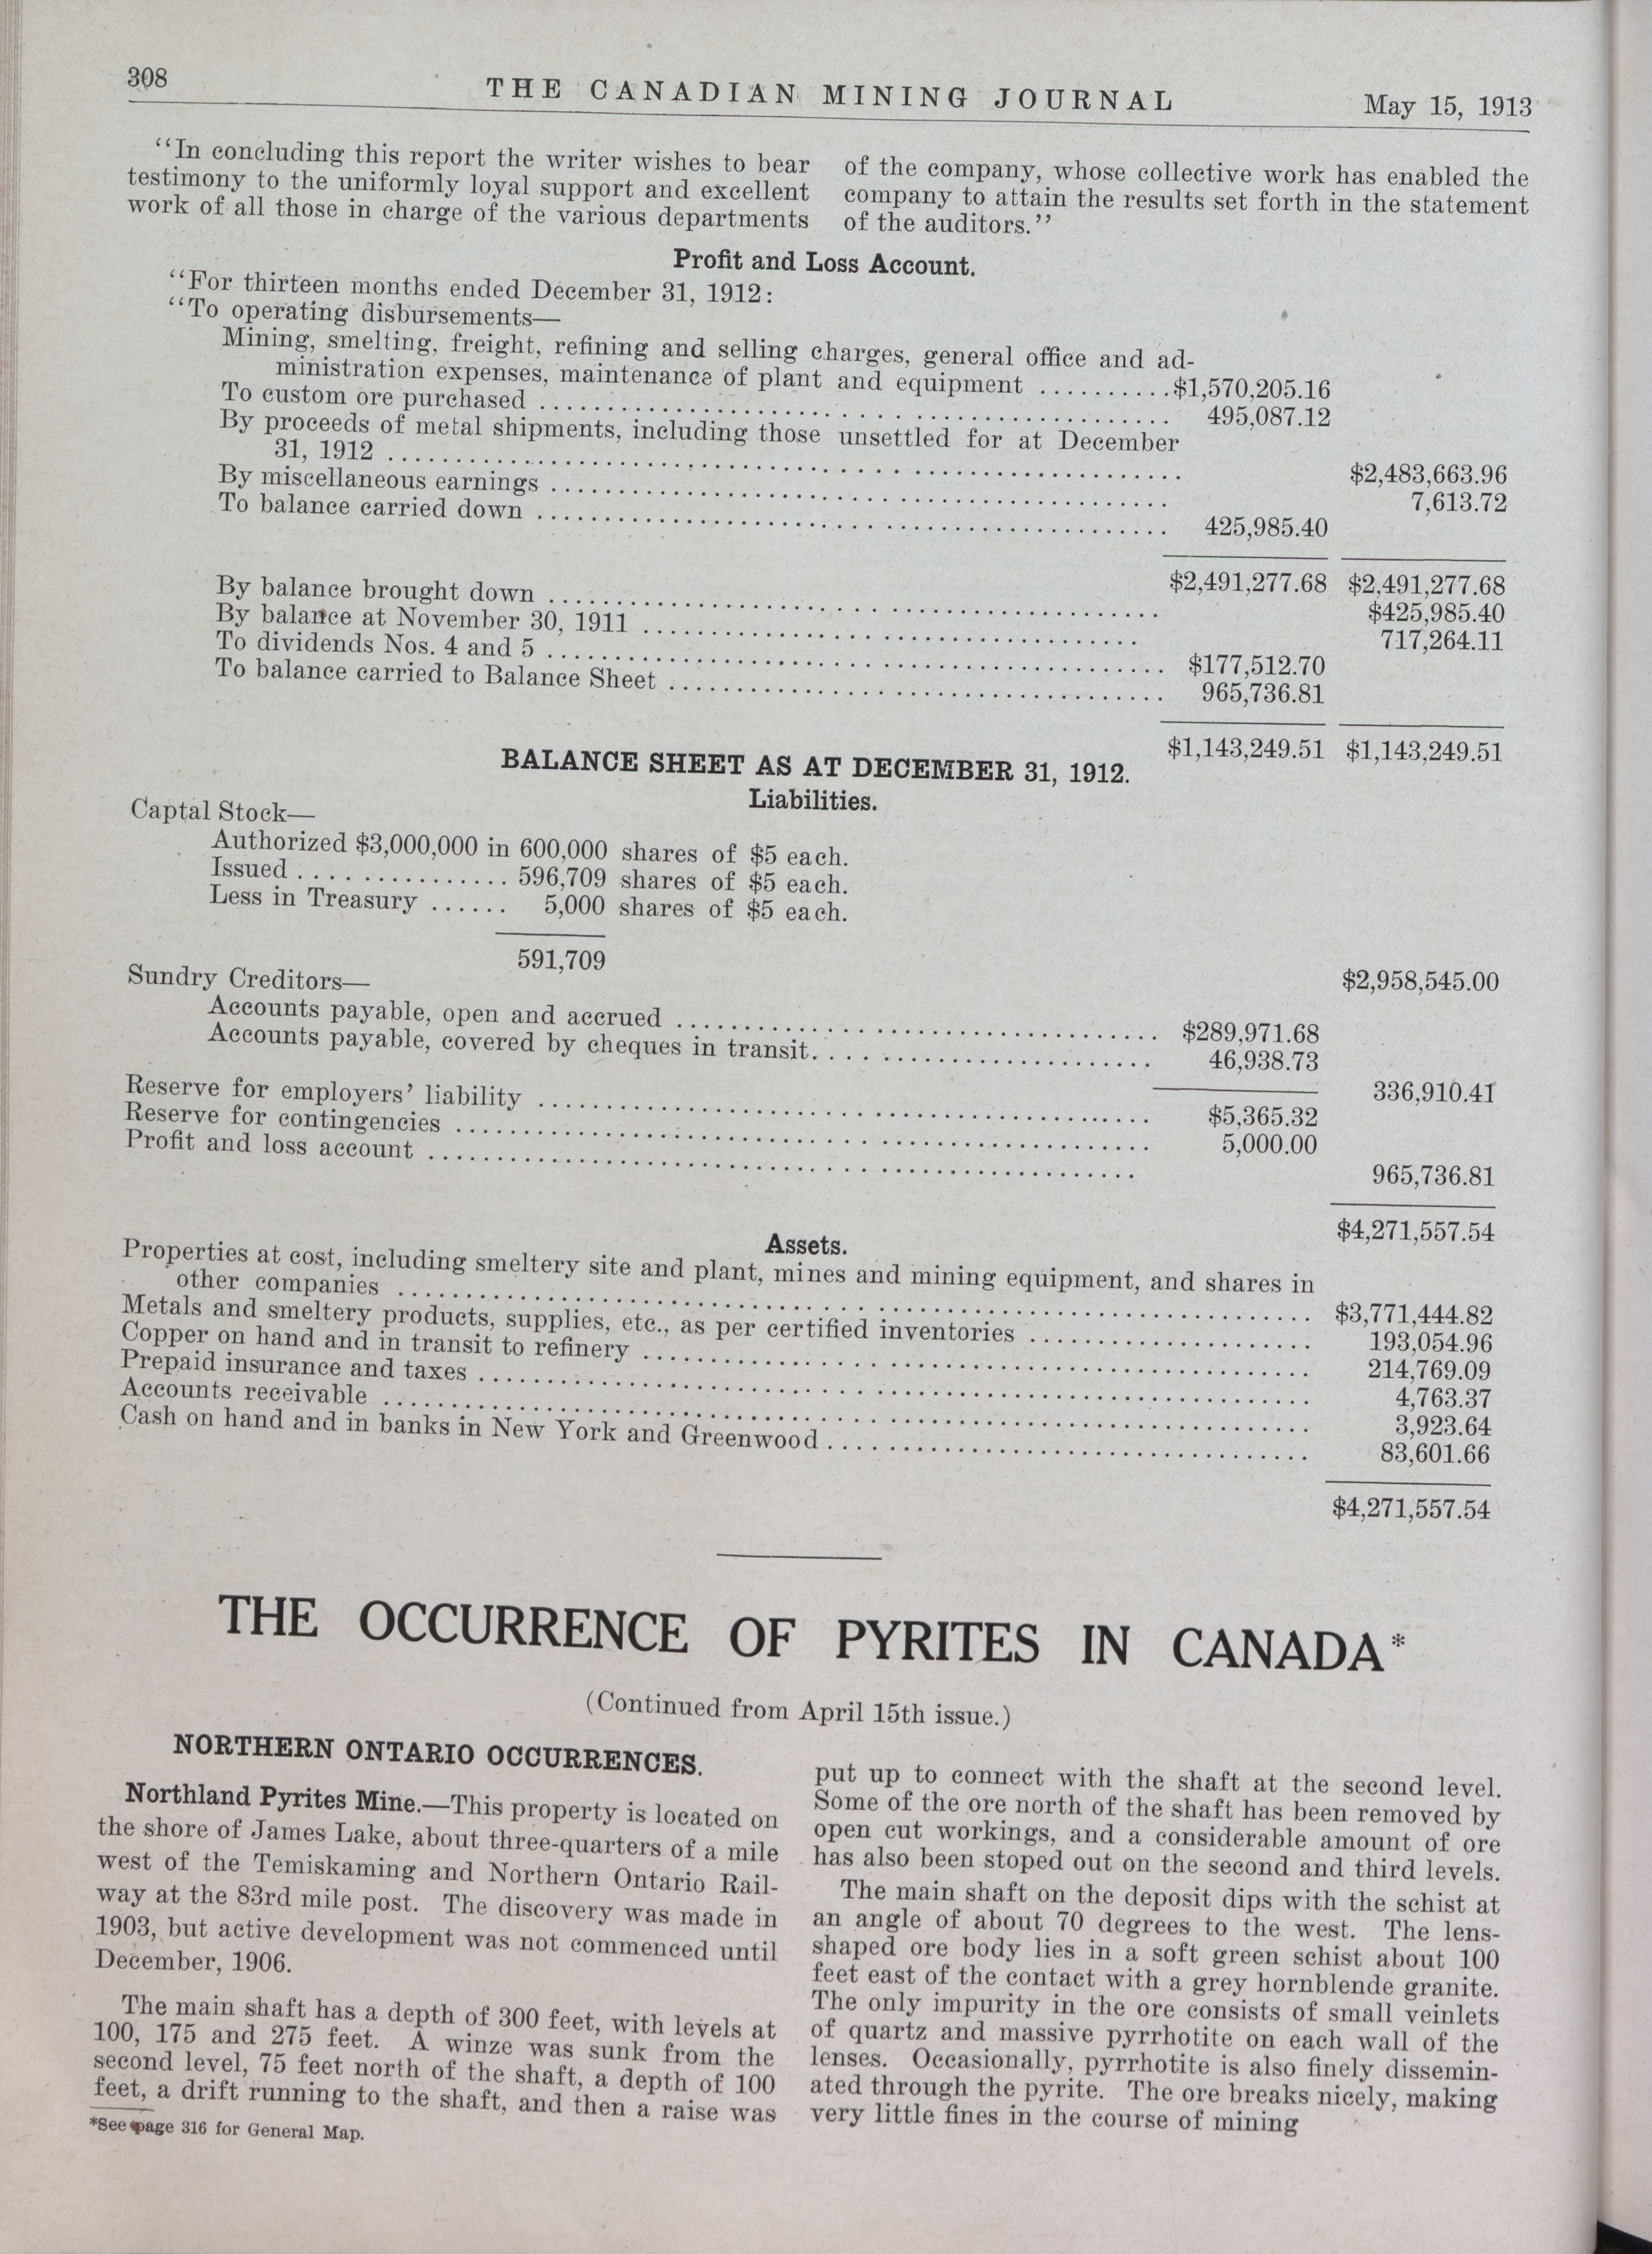 308
THE CANADIAN MINING JOURNAL
May 15, 1913
“In concluding this report the writer wishes to bear
testimony to the uniformly loyal support and excellent
work of all those in charge of the various departments
of the company, whose collective work has enabled the
company to attain the results set forth in the statement
of the auditors.”
Profit and Loss Account.
“For thirteen months ended December 31, 1912:
“To operating disbursements—
Mining, smelting, freight, refining and selling charges, general office and ad-
ministration expenses, maintenance of plant and equipment .......... $1,570,205.16
To custom ore purchased .......... 495,087.12
By proceeds of metal shipments, including those unsettled for at December
31, 1912 .......... $2,483,663.96
By miscellaneous earnings .......... 7,613.72
To balance carried down .......... 425,985.40
$2,491,277.68 $2,491,277.68
By balance brought down .......... $425,985.40
By balance at November 30, 1911 .......... 717,264.11
To dividends Nos. 4 and 5 .......... $177,512.70
To balance carried to Balance Sheet .......... 965,736.81
$1,143,249.51 $1,143,249.51
BALANCE SHEET AS AT DECEMBER 31, 1912.
Liabilities.
Captal Stock—
Authorized $3,000,000 in 600,000 shares of $5 each.
Issued .......... 596,709 shares of $5 each.
Less in Treasury ...... 5,000 shares of $5 each.
591,709
$2,958,545.00
Sundry Creditors—
Accounts payable, open and accrued .......... $289,971.68
Accounts payable, covered by cheques in transit .......... 46,938.73
336,910.41
Reserve for employers’ liability .......... $5,365.32
Reserve for contingencies .......... 5,000.00
Profit and loss account .......... 965,736.81
$4,271,557.54
Assets.
Properties at cost, including smeltery site and plant, mines and mining equipment, and shares in
other companies .......... $3,771,444.82
Metals and smeltery products, supplies, etc., as per certified inventories .......... 193,054.96
Copper on hand and in transit to refinery .......... 214,769.09
Prepaid insurance and taxes .......... 4,763.37
Accounts receivable .......... 3,923.64
Cash on hand and in banks in New York and Greenwood .......... 83,601.66
$4,271,557.54
THE OCCURRENCE OF PYRITES IN CANADA*
(Continued from April 15th issue.)
NORTHERN ONTARIO OCCURRENCES.
Northland Pyrites Mine.—This property is located on
the shore of James Lake, about three-quarters of a mile
west of the Temiskaming and Northern Ontario Rail-
way at the 83rd mile post. The discovery was made in
1903, but active development was not commenced until
December, 1906.
The main shaft has a depth of 300 feet, with levels at
100, 175 and 275 feet. A winze was sunk from the
second level, 75 feet north of the shaft, a depth of 100
feet, a drift running to the shaft, and then a raise was
*See page 316 for General Map.
put up to connect with the shaft at the second level.
Some of the ore north of the shaft has been removed by
open cut workings, and a considerable amount of ore
has also been stoped out on the second and third levels.
The main shaft on the deposit dips with the schist at
an angle of about 70 degrees to the west. The lens-
shaped ore body lies in a soft green schist about 100
feet east of the contact with a grey hornblende granite.
The only impurity in the ore consists of small veinlets
of quartz and massive pyrrhotite on each wall of the
lenses. Occasionally, pyrrhotite is also finely dissemin-
ated through the pyrite. The ore breaks nicely, making
very little fines in the course of mining